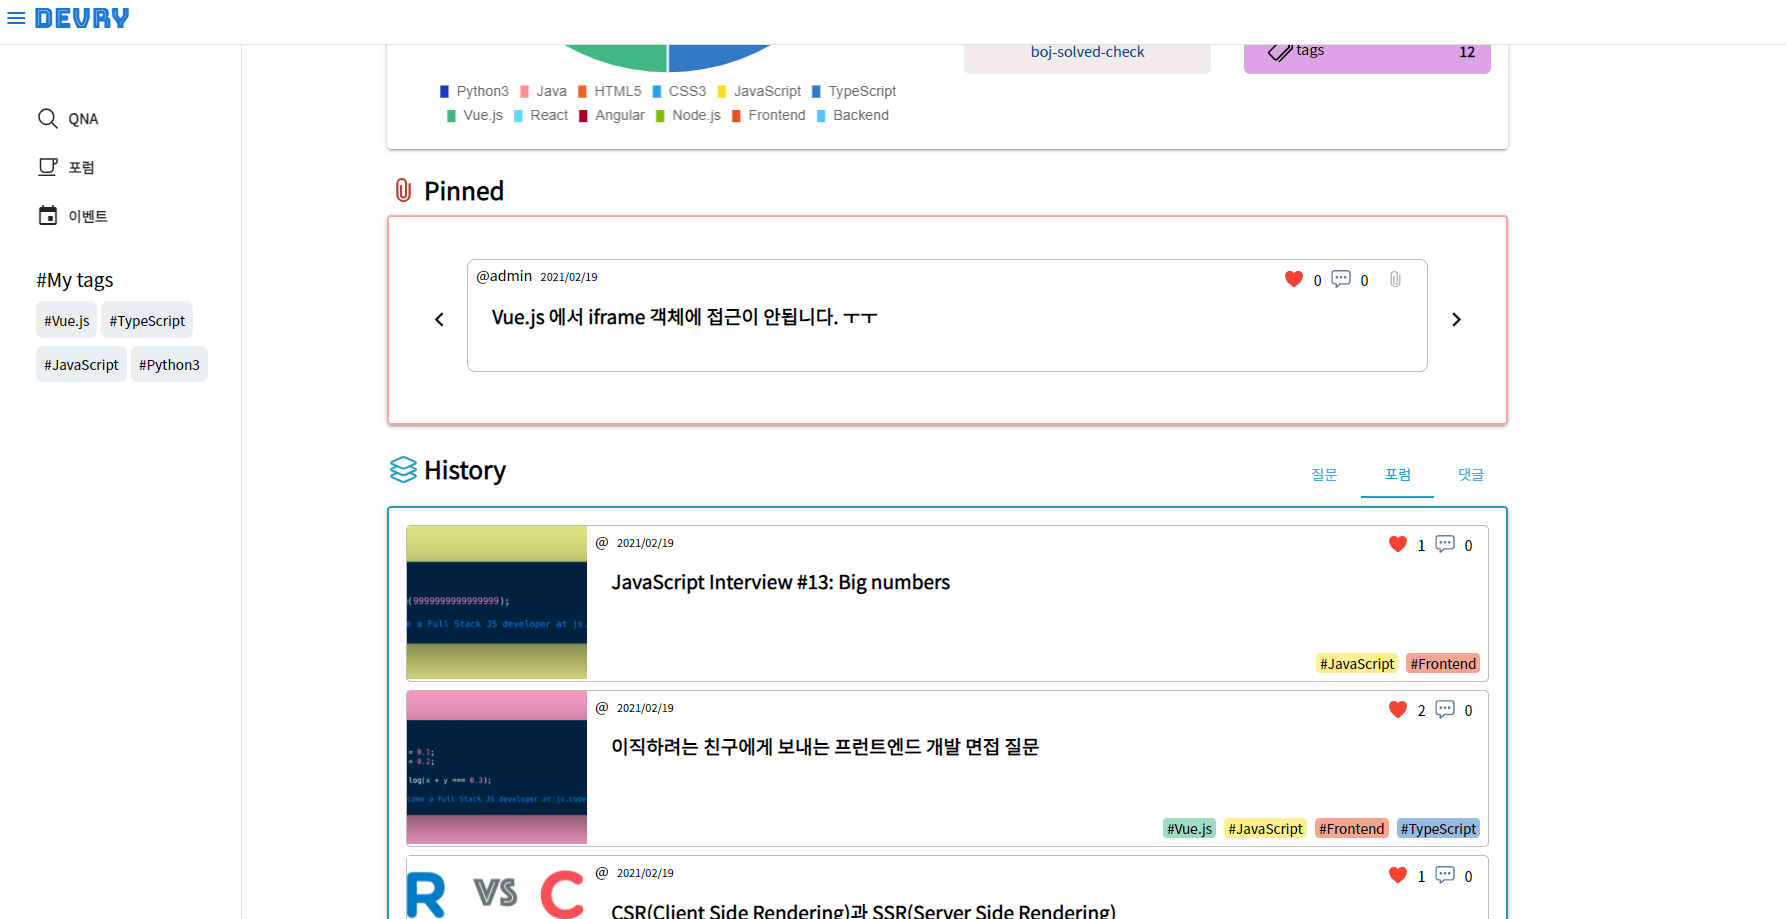 DEVRY
QNA
포럼
이벤트
#My tags
#Vue.js #TypeScript
#JavaScript #Python3
boj-solved-check
tags 12
Python3 Java HTML5 CSS3 JavaScript TypeScript
Vue.js React Angular Node.js Frontend Backend
Pinned
@admin 2021/02/19 0 0
Vue.js 에서 iframe 객체에 접근이 안됩니다. ㅜㅜ
History
질문 포럼 댓글
@ 2021/02/19 1 0
JavaScript Interview #13: Big numbers
(9999999999999999);
e a Full Stack JS developer at js.
#JavaScript #Frontend
@ 2021/02/19 2 0
이직하려는 친구에게 보내는 프런트엔드 개발 면접 질문
= 0.1;
= 0.2;
log(x + y === 0.3);
come a Full Stack JS developer at js.code
#Vue.js #JavaScript #Frontend #TypeScript
@ 2021/02/19 1 0
R VS C
CSR(Client Side Rendering)과 SSR(Server Side Rendering)